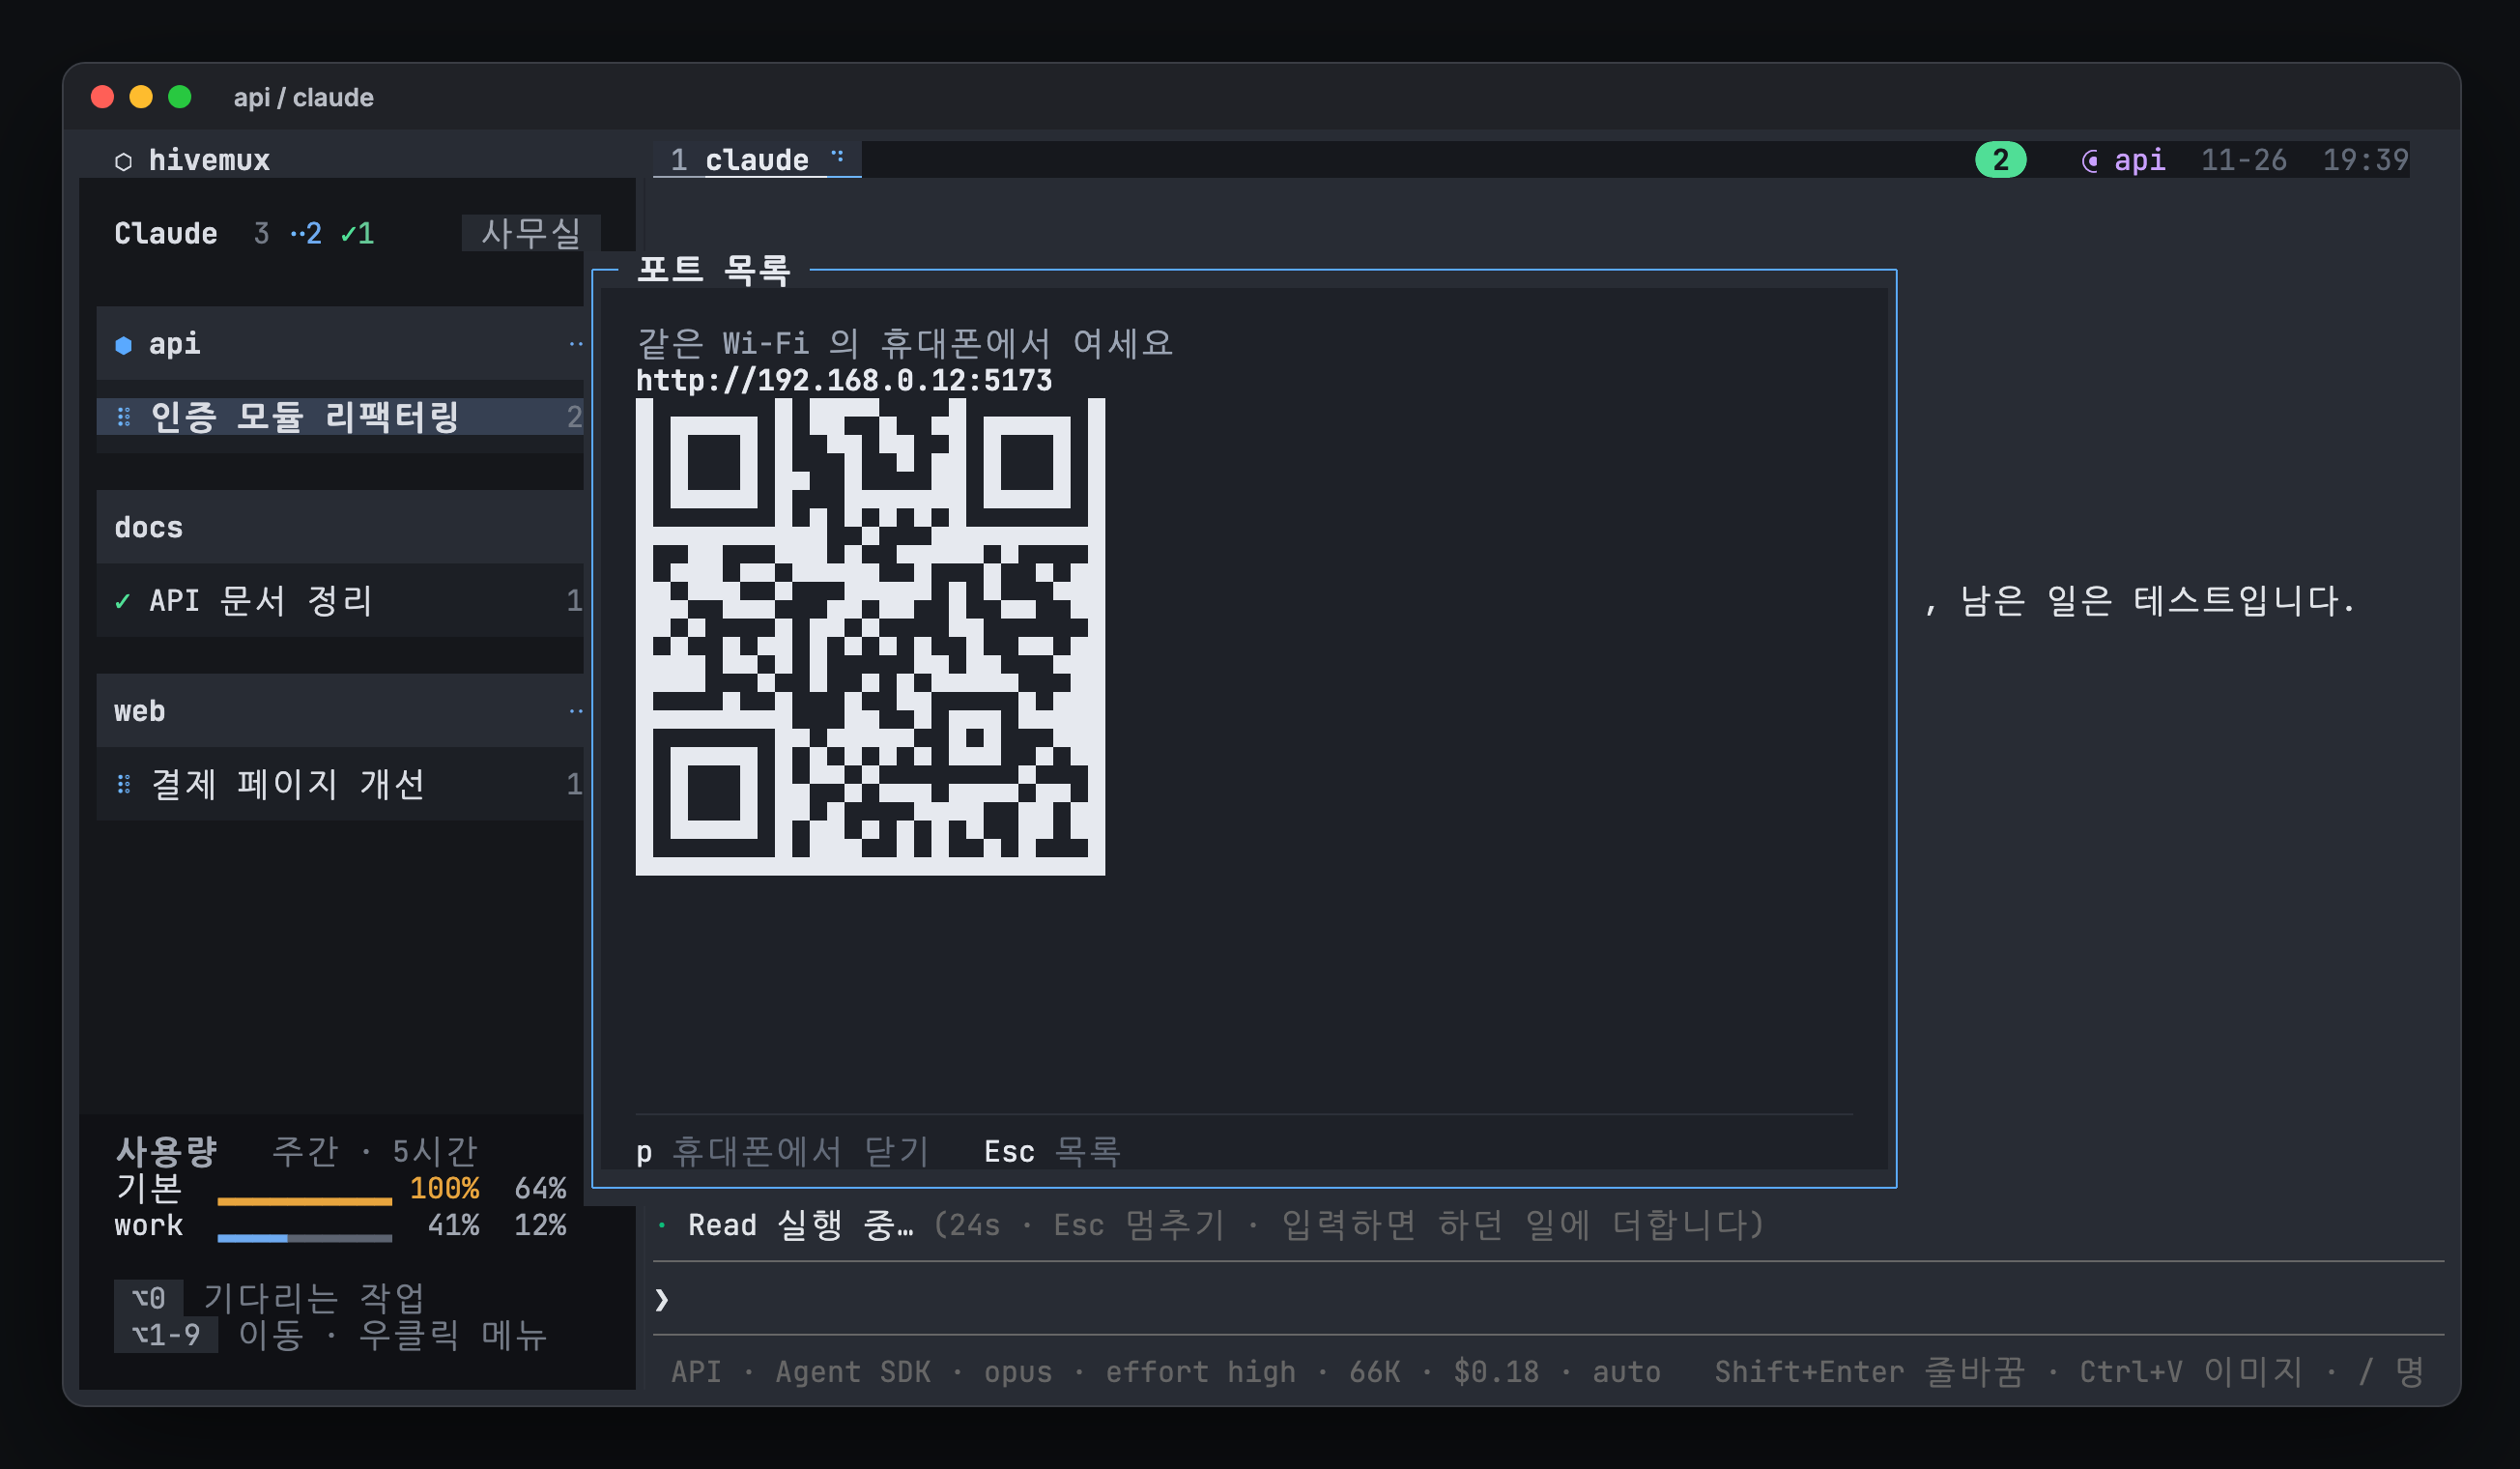 api / claude
hivemux
1 claude
2 api 11-26 19:39
Claude 3 2 ✓1 사무실
api
인증 모듈 리팩터링 2
docs
✓ API 문서 정리 1
web
결제 페이지 개선 1
포트 목록
같은 Wi-Fi 의 휴대폰에서 여세요
http://192.168.0.12:5173
p 휴대폰에서 닫기 Esc 목록
, 남은 일은 테스트입니다.
사용량 주간 · 5시간
기본 100% 64%
work 41% 12%
⌥0 기다리는 작업
⌥1-9 이동 · 우클릭 메뉴
· Read 실행 중… (24s · Esc 멈추기 · 입력하면 하던 일에 더합니다)
❯
API · Agent SDK · opus · effort high · 66K · $0.18 · auto Shift+Enter 줄바꿈 · Ctrl+V 이미지 · / 명